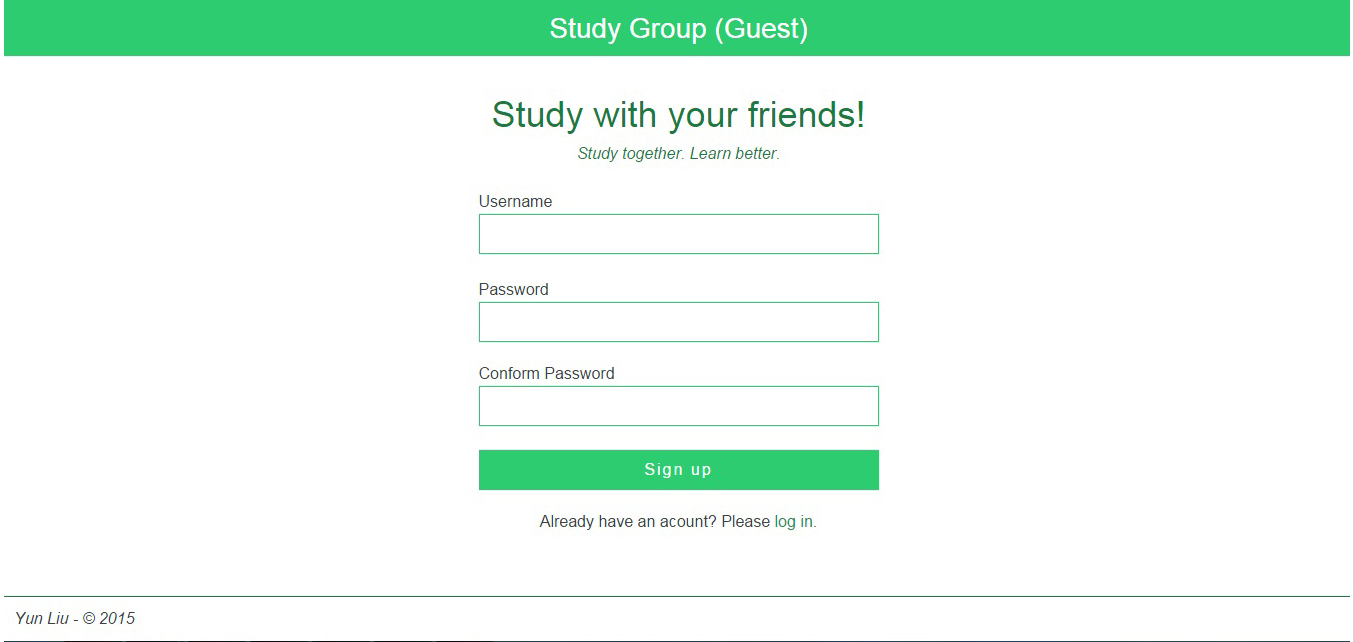 Study Group (Guest)
Study with your friends!
Study together. Learn better.
Username
Password
Conform Password
Sign up
Already have an acount? Please log in.
Yun Liu - © 2015